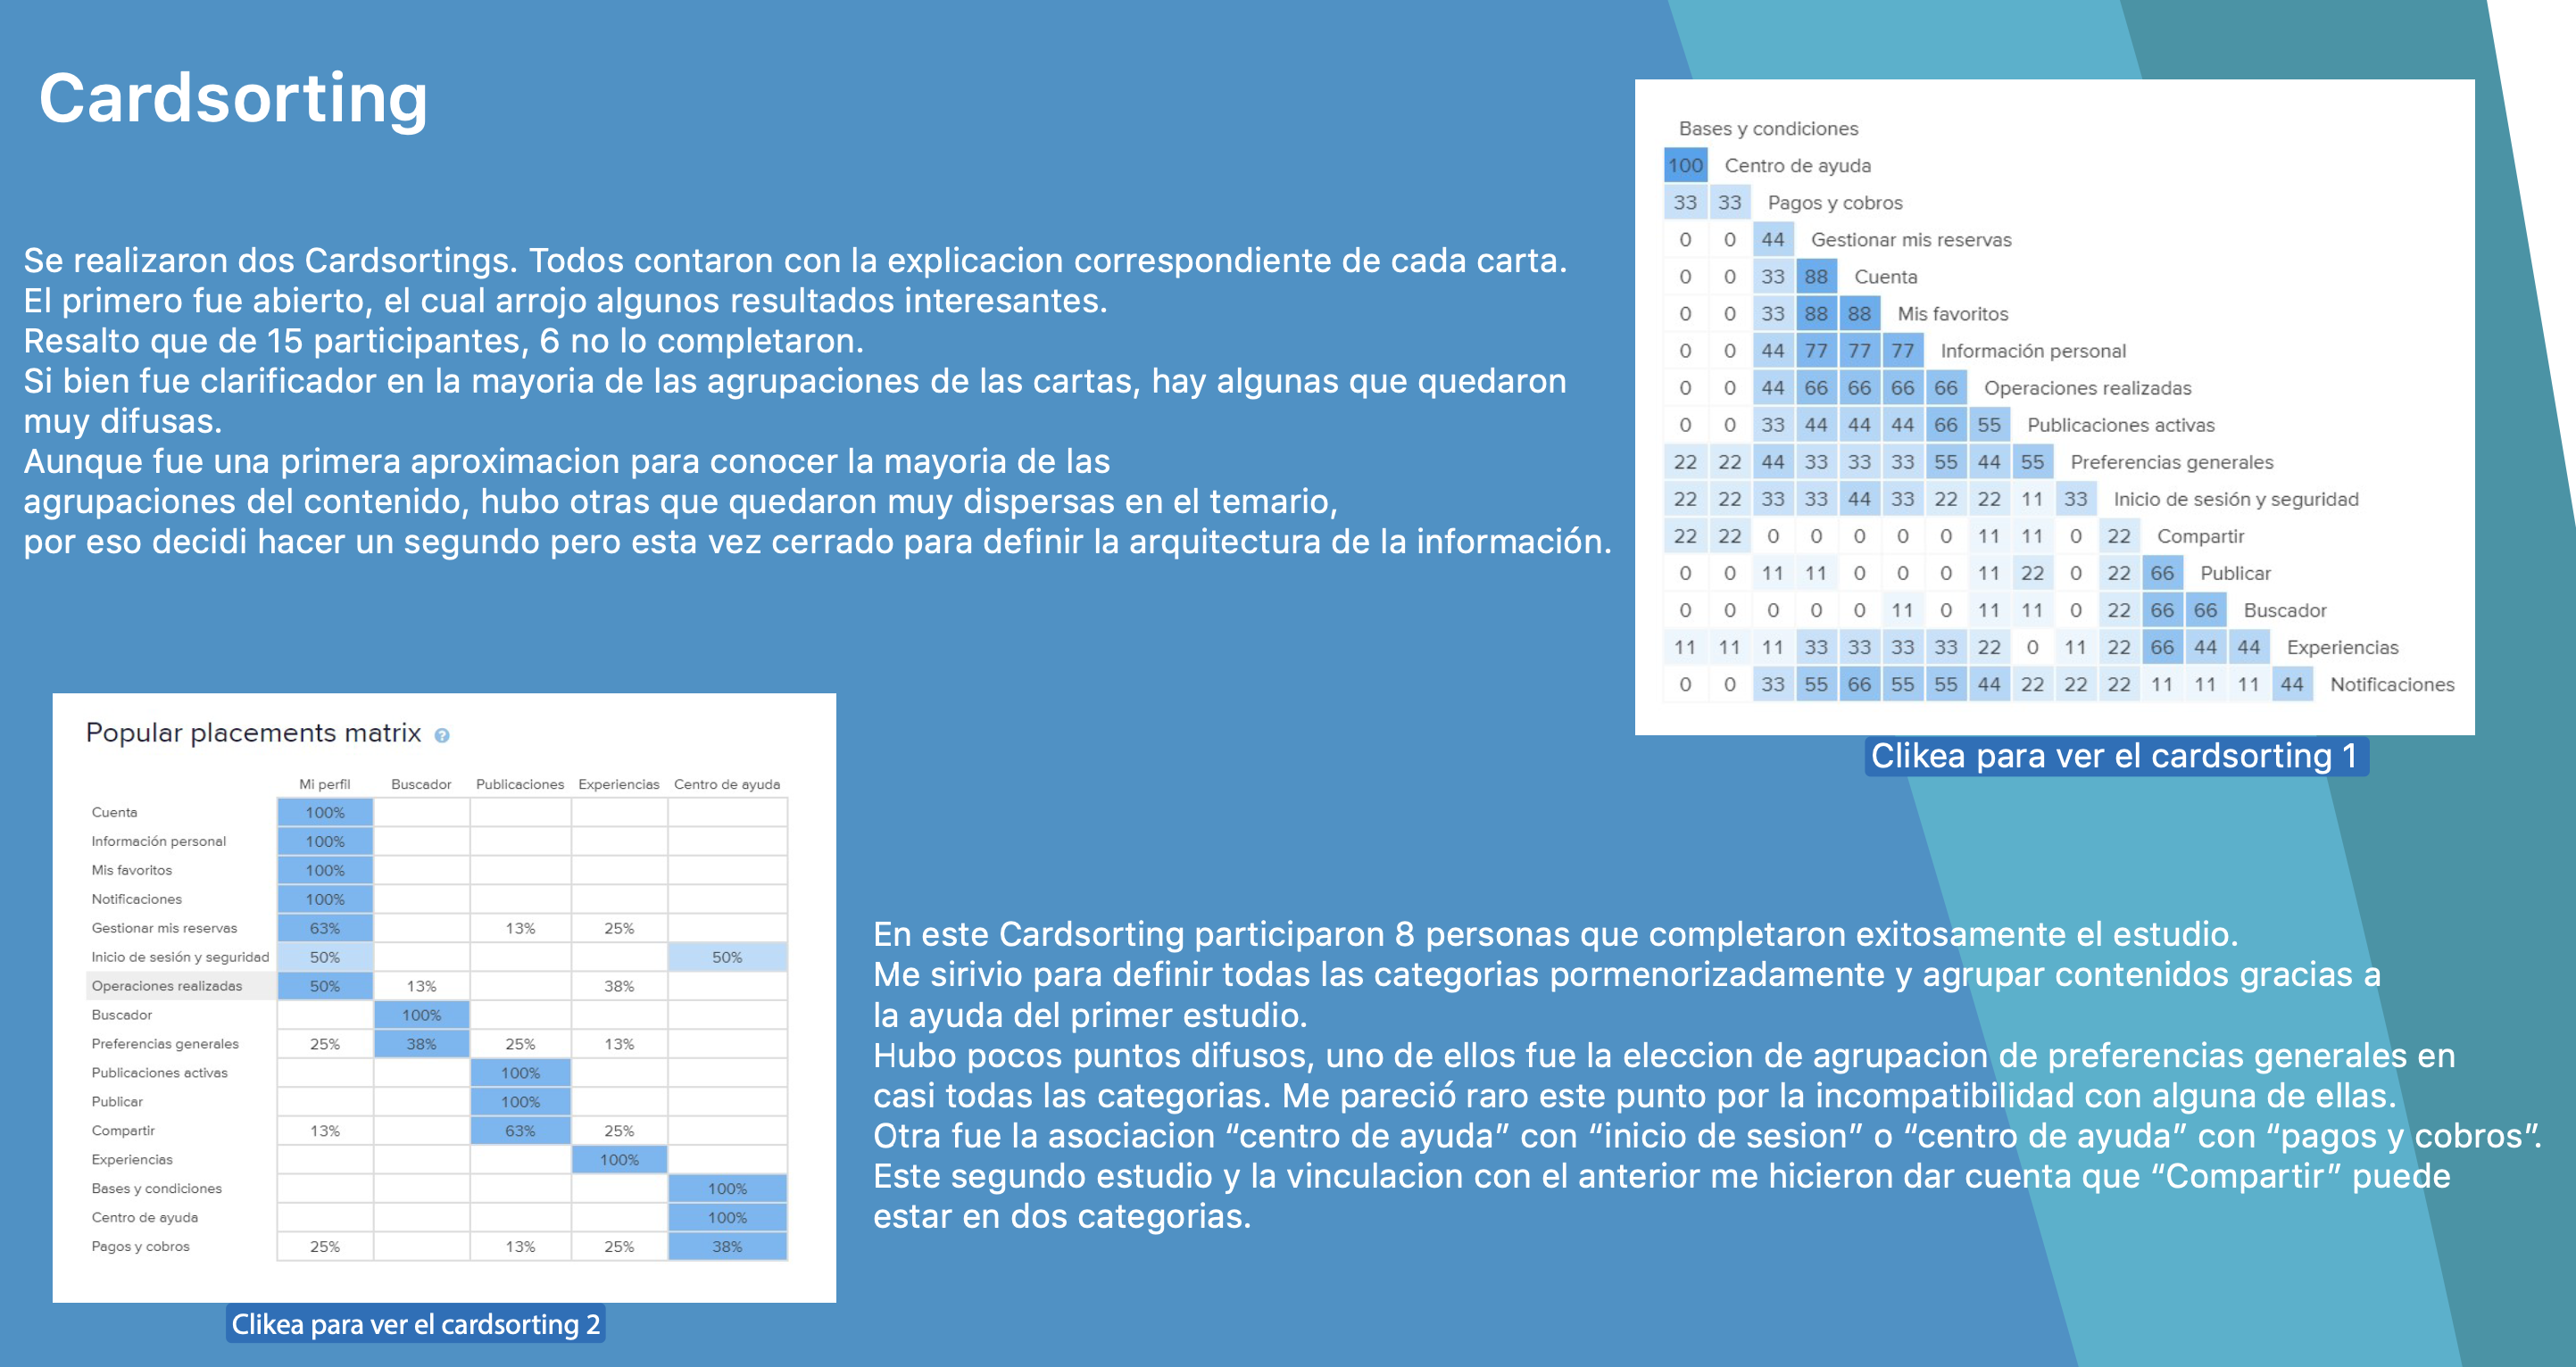 Cardsorting
Se realizaron dos Cardsortings. Todos contaron con la explicacion correspondiente de cada carta.
El primero fue abierto, el cual arrojo algunos resultados interesantes.
Resalto que de 15 participantes, 6 no lo completaron.
Si bien fue clarificador en la mayoria de las agrupaciones de las cartas, hay algunas que quedaron
muy difusas.
Aunque fue una primera aproximacion para conocer la mayoria de las
agrupaciones del contenido, hubo otras que quedaron muy dispersas en el temario,
por eso decidi hacer un segundo pero esta vez cerrado para definir la arquitectura de la información.
Bases y condiciones
100 Centro de ayuda
33 33 Pagos y cobros
0 0 44 Gestionar mis reservas
0 0 33 88 Cuenta
0 0 33 88 88 Mis favoritos
0 0 44 77 77 77 Información personal
0 0 44 66 66 66 66 Operaciones realizadas
0 0 33 44 44 44 66 55 Publicaciones activas
22 22 44 33 33 33 55 44 55 Preferencias generales
22 22 33 33 44 33 22 22 11 33 Inicio de sesión y seguridad
22 22 0 0 0 0 0 11 11 0 22 Compartir
0 0 11 11 0 0 0 11 22 0 22 66 Publicar
0 0 0 0 0 11 0 11 11 0 22 66 66 Buscador
11 11 11 33 33 33 33 22 0 11 22 66 44 44 Experiencias
0 0 33 55 66 55 55 44 22 22 22 11 11 11 44 Notificaciones
Clikea para ver el cardsorting 1
Popular placements matrix ?
Mi perfil Buscador Publicaciones Experiencias Centro de ayuda
Cuenta 100%
Información personal 100%
Mis favoritos 100%
Notificaciones 100%
Gestionar mis reservas 63% 13% 25%
Inicio de sesión y seguridad 50% 50%
Operaciones realizadas 50% 13% 38%
Buscador 100%
Preferencias generales 25% 38% 25% 13%
Publicaciones activas 100%
Publicar 100%
Compartir 13% 63% 25%
Experiencias 100%
Bases y condiciones 100%
Centro de ayuda 100%
Pagos y cobros 25% 13% 25% 38%
Clikea para ver el cardsorting 2
En este Cardsorting participaron 8 personas que completaron exitosamente el estudio.
Me sirivio para definir todas las categorias pormenorizadamente y agrupar contenidos gracias a
la ayuda del primer estudio.
Hubo pocos puntos difusos, uno de ellos fue la eleccion de agrupacion de preferencias generales en
casi todas las categorias. Me pareció raro este punto por la incompatibilidad con alguna de ellas.
Otra fue la asociacion “centro de ayuda” con “inicio de sesion” o “centro de ayuda” con “pagos y cobros”.
Este segundo estudio y la vinculacion con el anterior me hicieron dar cuenta que “Compartir” puede
estar en dos categorias.